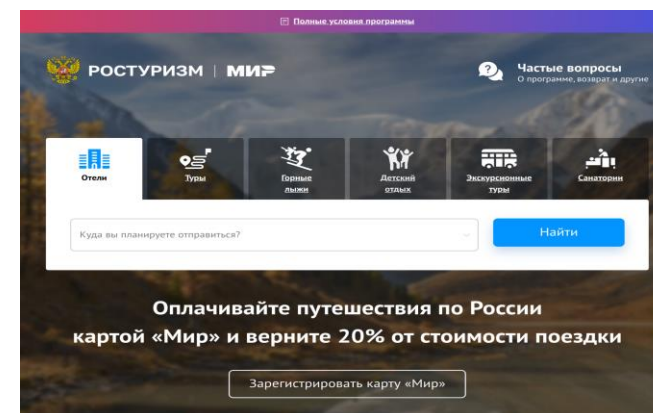 Полные условия программы
РОСТУРИЗМ | МИР
Частые вопросы
О программе, возврат и другие
Отели
Туры
Горные
лыжи
Детский
отдых
Экскурсионные
туры
Санатории
Куда вы планируете отправиться?
Найти
Оплачивайте путешествия по России
картой «Мир» и верните 20% от стоимости поездки
Зарегистрировать карту «Мир»